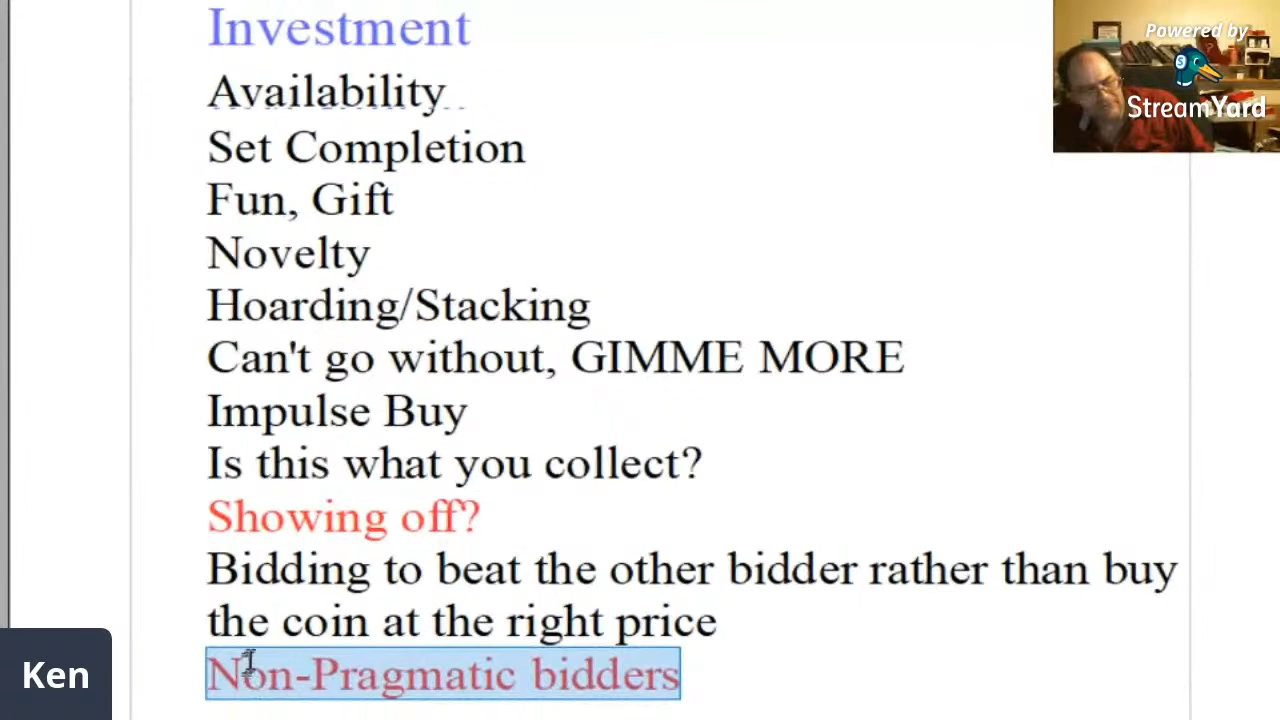 Investment
Availability
Set Completion
Fun, Gift
Novelty
Hoarding/Stacking
Can't go without, GIMME MORE
Impulse Buy
Is this what you collect?
Showing off?
Bidding to beat the other bidder rather than buy
the coin at the right price
Non-Pragmatic bidders
Powered by
S
StreamYard
Ken